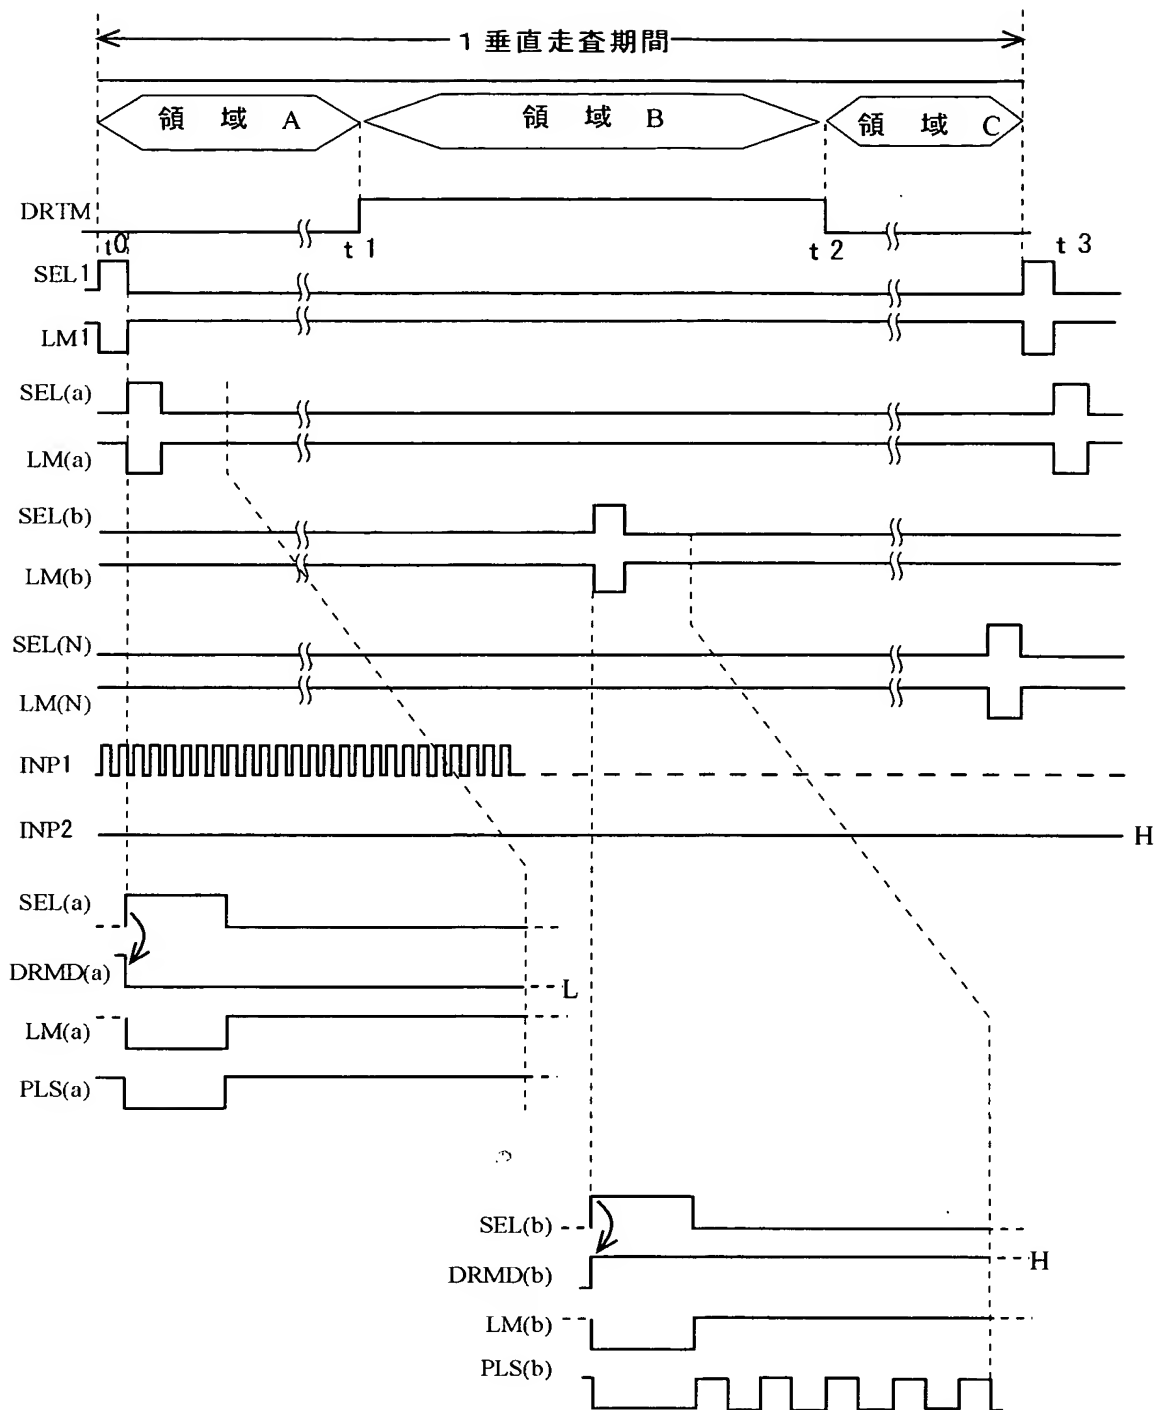 1 垂直走査期間
領 域 A
領 域 B
領 域 C
DRTM
t0
t 1
t 2
t 3
SEL1
LM1
SEL(a)
LM(a)
SEL(b)
LM(b)
SEL(N)
LM(N)
INP1
INP2
H
SEL(a)
DRMD(a)
L
LM(a)
PLS(a)
SEL(b)
DRMD(b)
H
LM(b)
PLS(b)